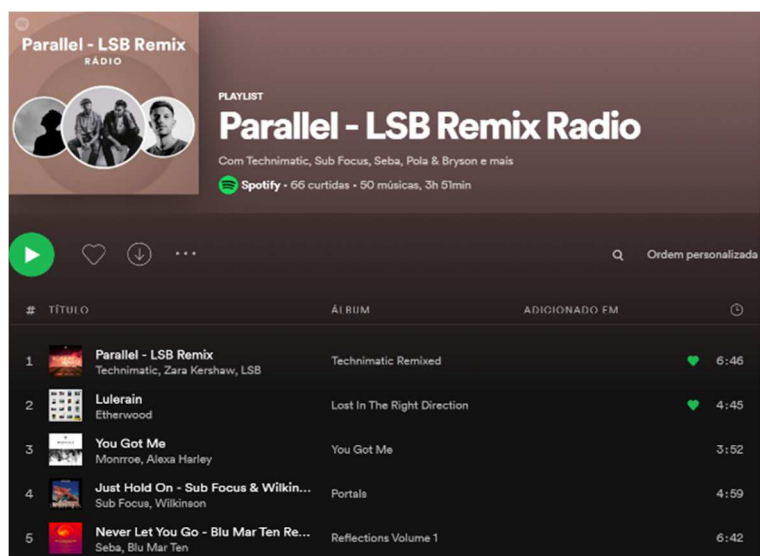 Parallel - LSB Remix
RÁDIO
PLAYLIST
Parallel - LSB Remix Radio
Com Technimatic, Sub Focus, Seba, Pola & Bryson e mais
Spotify • 66 curtidas • 50 músicas, 3h 51min
Ordem personalizada
# TÍTULO ÁLBUM ADICIONADO EM
1 Parallel - LSB Remix Technimatic Remixed 6:46
Technimatic, Zara Kershaw, LSB
2 Lulerain Lost In The Right Direction 4:45
Etherwood
3 You Got Me You Got Me 3:52
Monrroe, Alexa Harley
4 Just Hold On - Sub Focus & Wilkin... Portals 4:59
Sub Focus, Wilkinson
5 Never Let You Go - Blu Mar Ten Re... Reflections Volume 1 6:42
Seba, Blu Mar Ten